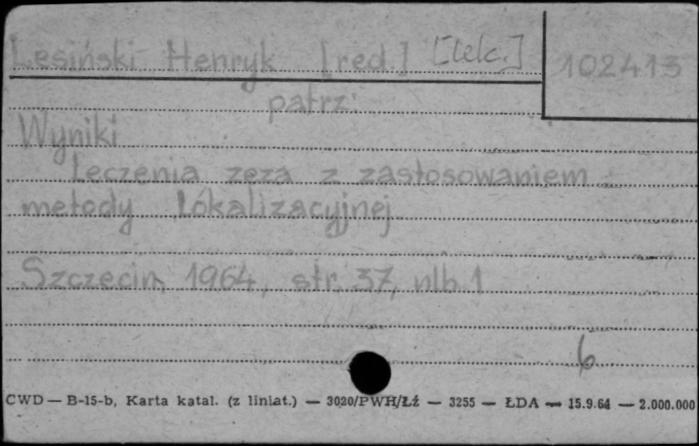 Lesiński Henryk [red.] [lek.] 102413
patrz:
Wyniki
leczenia zeza z zastosowaniem
metody lokalizacyjnej
Szczecin, 1964, str. 37, nlb. 1
6
CWD — B-15-b, Karta katal. (z liniat.) — 3020/PWH/Łź — 3255 — ŁDA — 15.9.64 — 2.000.000